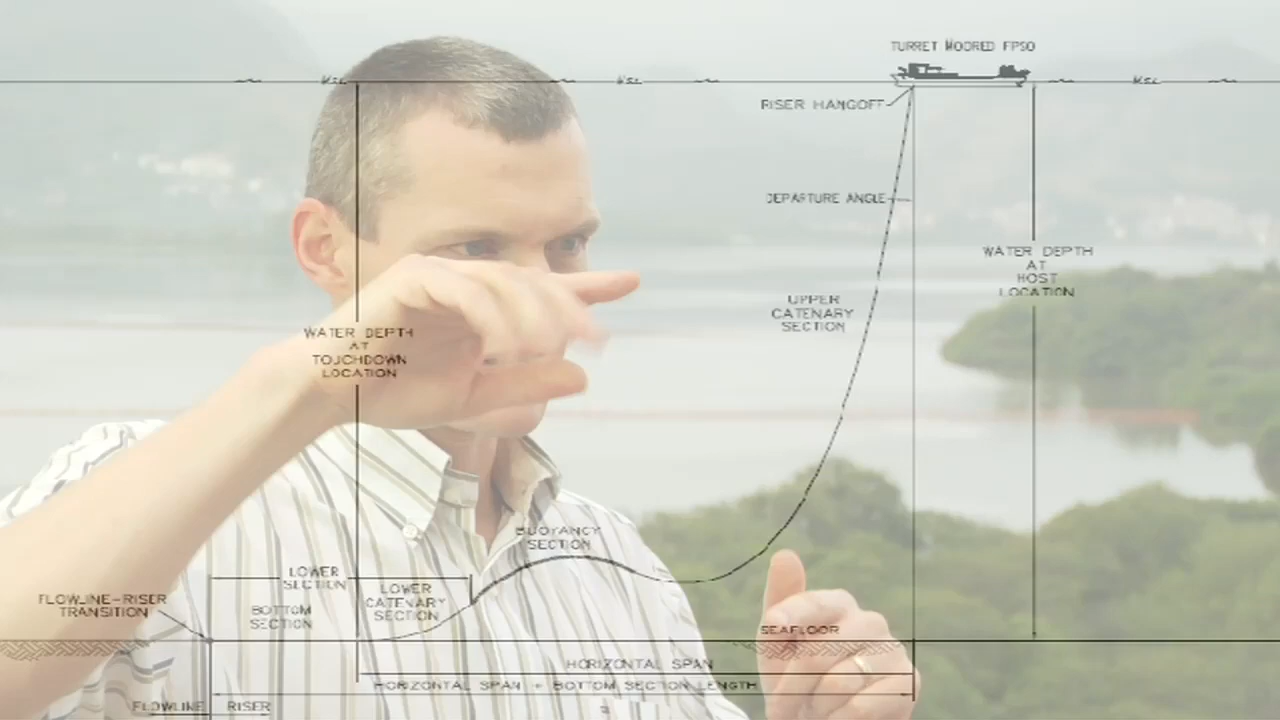 TURRET MOORED FPSO
MSL
MSL
MSL
RISER HANGOFF
DEPARTURE ANGLE
WATER DEPTH
AT
HOST
LOCATION
UPPER
CATENARY
SECTION
WATER DEPTH
AT
TOUCHDOWN
LOCATION
BUOYANCY
SECTION
LOWER
SECTION
LOWER
CATENARY
SECTION
FLOWLINE-RISER
TRANSITION
BOTTOM
SECTION
SEAFLOOR
HORIZONTAL SPAN
HORIZONTAL SPAN + BOTTOM SECTION LENGTH
FLOWLINE RISER